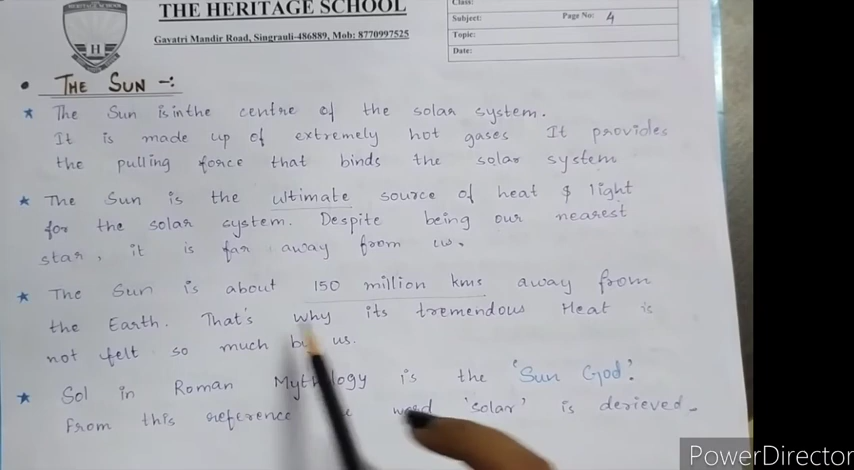 HERITAGE SCHOOL
H
THE HERITAGE SCHOOL
Gayatri Mandir Road, Singrauli-486889, Mob: 8770997525
Class:
Subject: Page No: 4
Topic:
Date:
• THE SUN -:
★ The Sun is in the centre of the solar system.
It is made up of extremely hot gases It provides
the pulling force that binds the solar system
★ The Sun is the ultimate source of heat & light
for the solar system. Despite being our nearest
star, it is far away from us.
★ The Sun is about 150 million kms away from
the Earth. That's why its tremendous Heat is
not felt so much by us.
★ Sol in Roman Mythology is the 'Sun God'.
From this reference word 'solar' is derieved.
PowerDirector